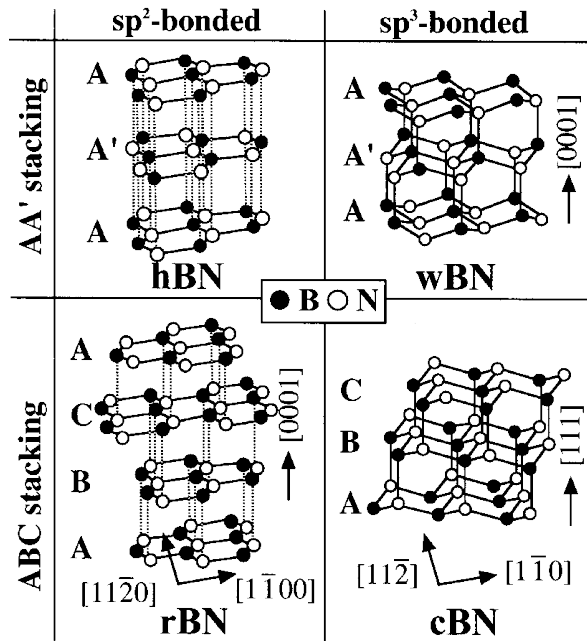 sp²-bonded
sp³-bonded
AA' stacking
A
A'
A
hBN
A
A'
A
[0001]
wBN
B N
ABC stacking
A
C
B
A
[0001]
[112̅0]
[11̅00]
rBN
C
B
A
[111]
[112̅]
[11̅0]
cBN